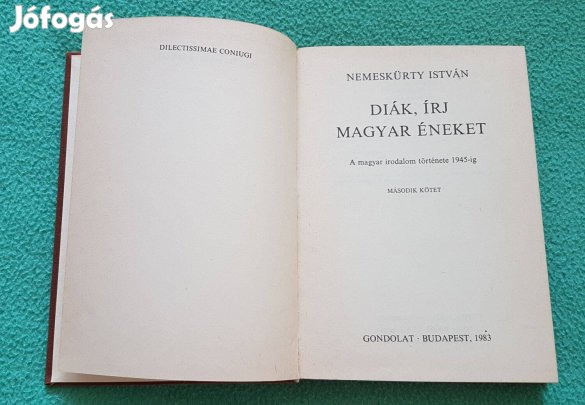 Jófogás
DILECTISSIMAE CONIUGI
NEMESKÜRTY ISTVÁN
DIÁK, ÍRJ
MAGYAR ÉNEKET
A magyar irodalom története 1945-ig
MÁSODIK KÖTET
GONDOLAT · BUDAPEST, 1983